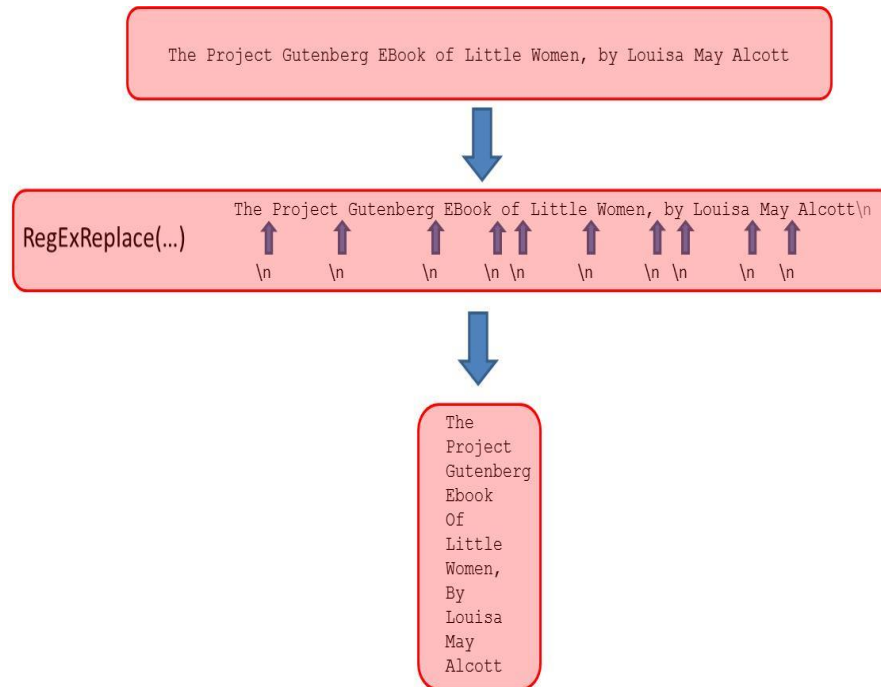 The Project Gutenberg EBook of Little Women, by Louisa May Alcott
The Project Gutenberg EBook of Little Women, by Louisa May Alcott\n
RegExReplace(...)
\n \n \n \n \n \n \n \n \n \n
The
Project
Gutenberg
Ebook
Of
Little
Women,
By
Louisa
May
Alcott